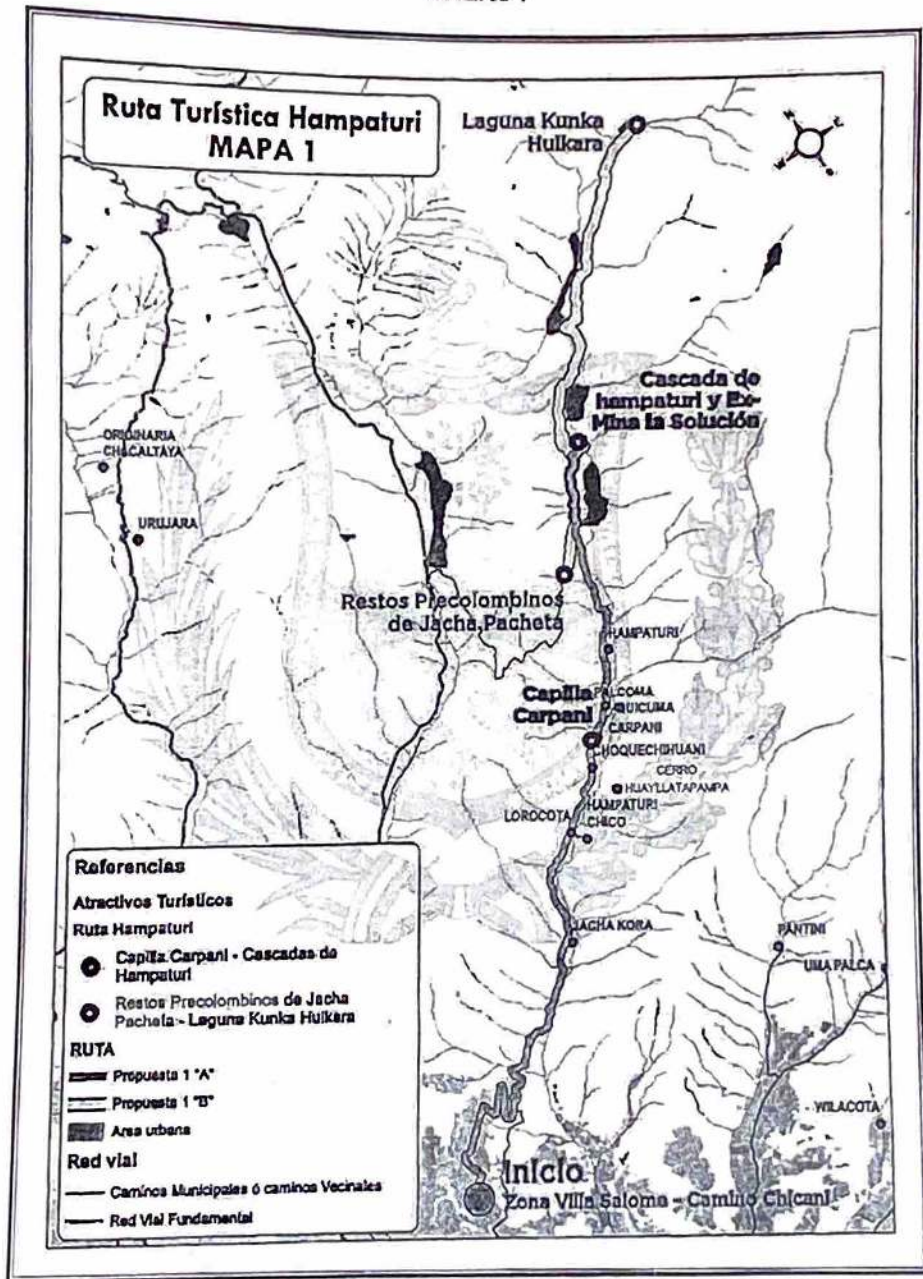 Ruta Turística Hampaturi
MAPA 1
Laguna Kunka
Huikara
Cascada de
hampaturi y Ex-
Mina la Solución
ORIGINARIA
CHACALTAYA
URUJARA
Restos Precolombinos
de Jacha Pacheta
HAMPATURI
Capilla
Carpani
PALCOMA
QUICUMA
CARPANI
CHOQUECHIHUANI
CERRO
HUAYLLATAPAMPA
LOROCOTA
HAMPATURI
CHICO
JACHA KORA
PANTINI
UMA PALCA
WILACOTA
Inicio
Zona Villa Salome - Camino Chicani
Referencias
Atractivos Turísticos
Ruta Hampaturi
Capilla Carpani - Cascadas de
Hampaturi
Restos Precolombinos de Jacha
Pacheta - Laguna Kunka Huikara
RUTA
Propuesta 1 "A"
Propuesta 1 "B"
Area urbana
Red vial
Caminos Municipales ó caminos Vecinales
Red Vial Fundamental